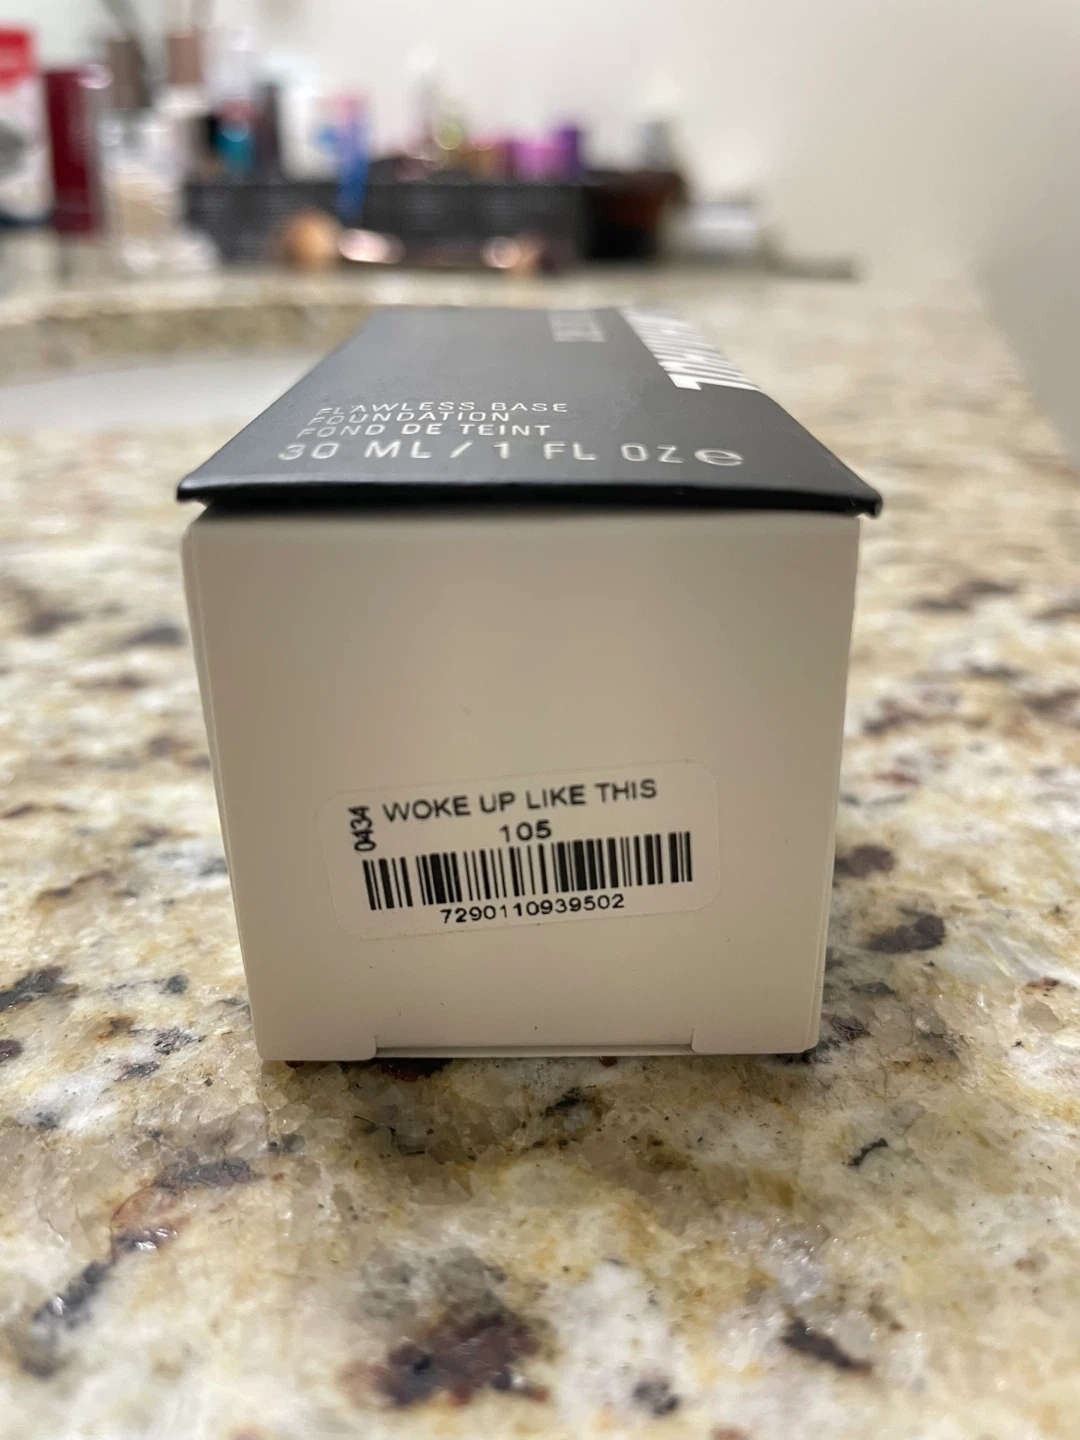 FLAWLESS BASE
FOUNDATION
FOND DE TEINT
30 ML / 1 FL OZ ℮
0434
WOKE UP LIKE THIS
105
7290110939502